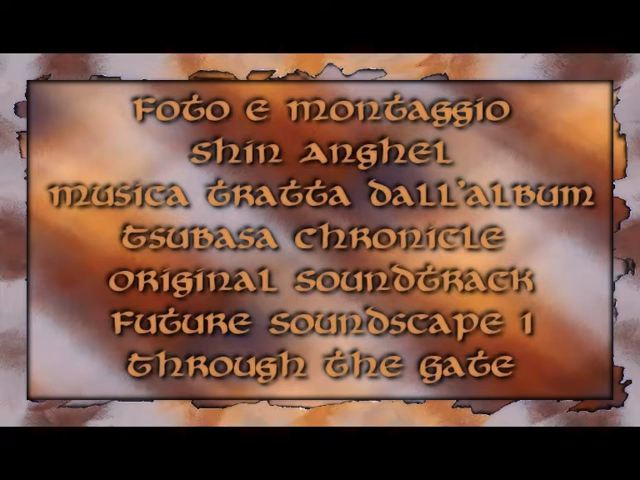 Foto e montaggio
Shin Anghel
Musica tratta dall'album
Tsubasa Chronicle
Original Soundtrack
Future Soundscape 1
Through the Gate